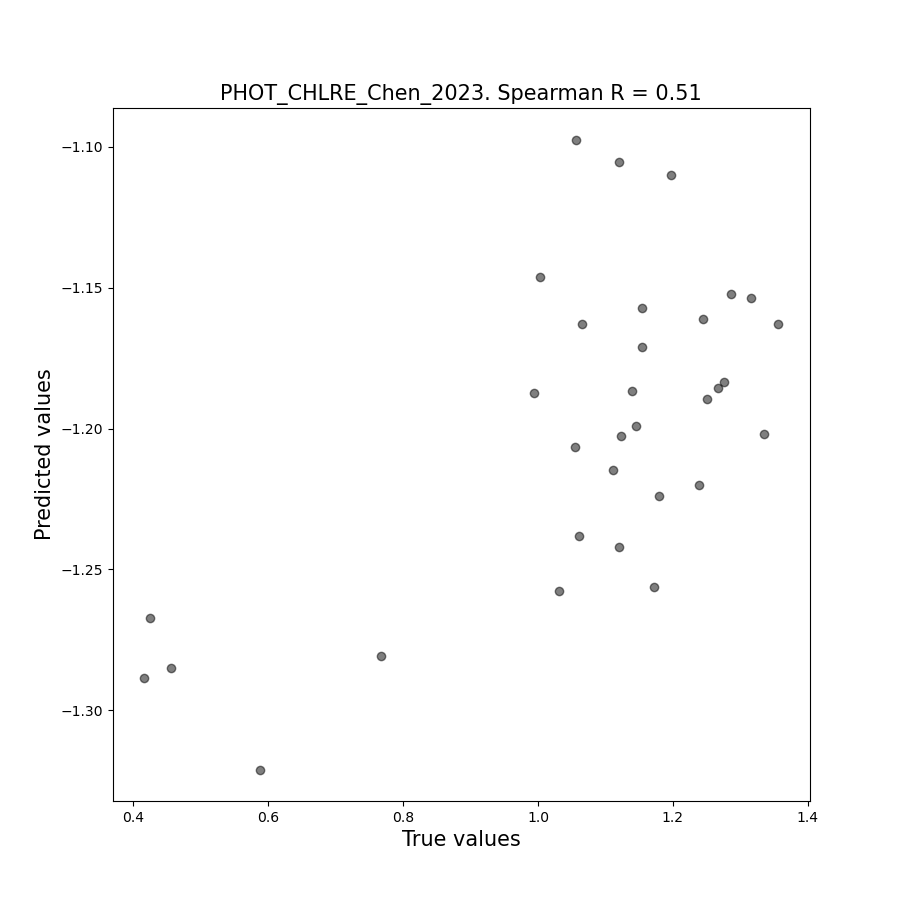 PHOT_CHLRE_Chen_2023. Spearman R = 0.51
−1.10
−1.15
−1.20
−1.25
−1.30
Predicted values
0.4 0.6 0.8 1.0 1.2 1.4
True values